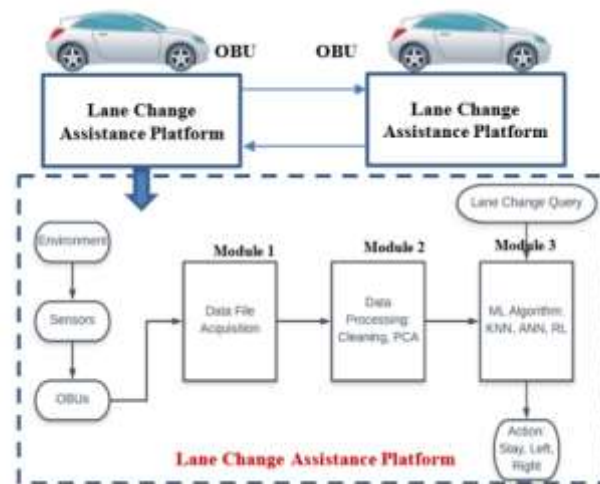 OBU
OBU
Lane Change
Assistance Platform
Lane Change
Assistance Platform
Lane Change Query
Environment
Module 1
Module 2
Module 3
Sensors
Data File
Acquisition
Data
Processing:
Cleaning, PCA
ML Algorithm:
KNN, ANN, RL
OBUs
Action:
Stay, Left,
Right
Lane Change Assistance Platform